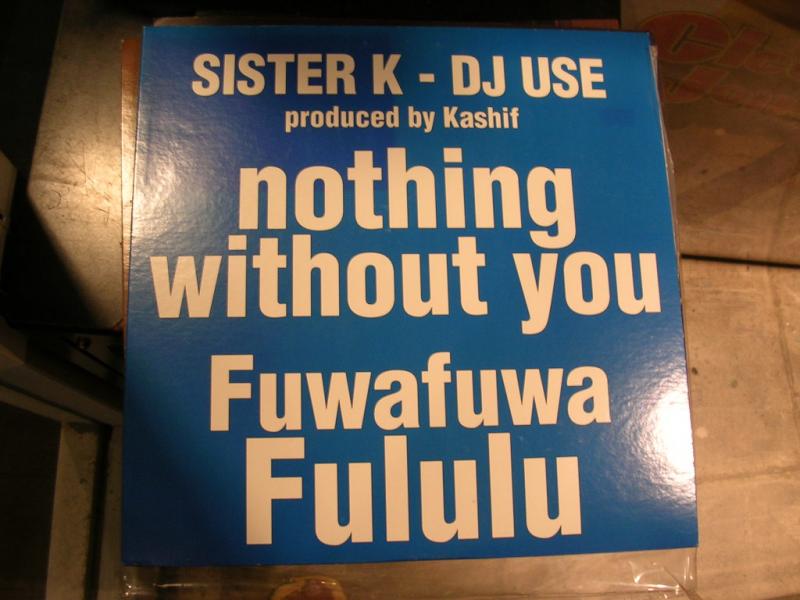 SISTER K - DJ USE
produced by Kashif
nothing
without you
Fuwafuwa
Fululu